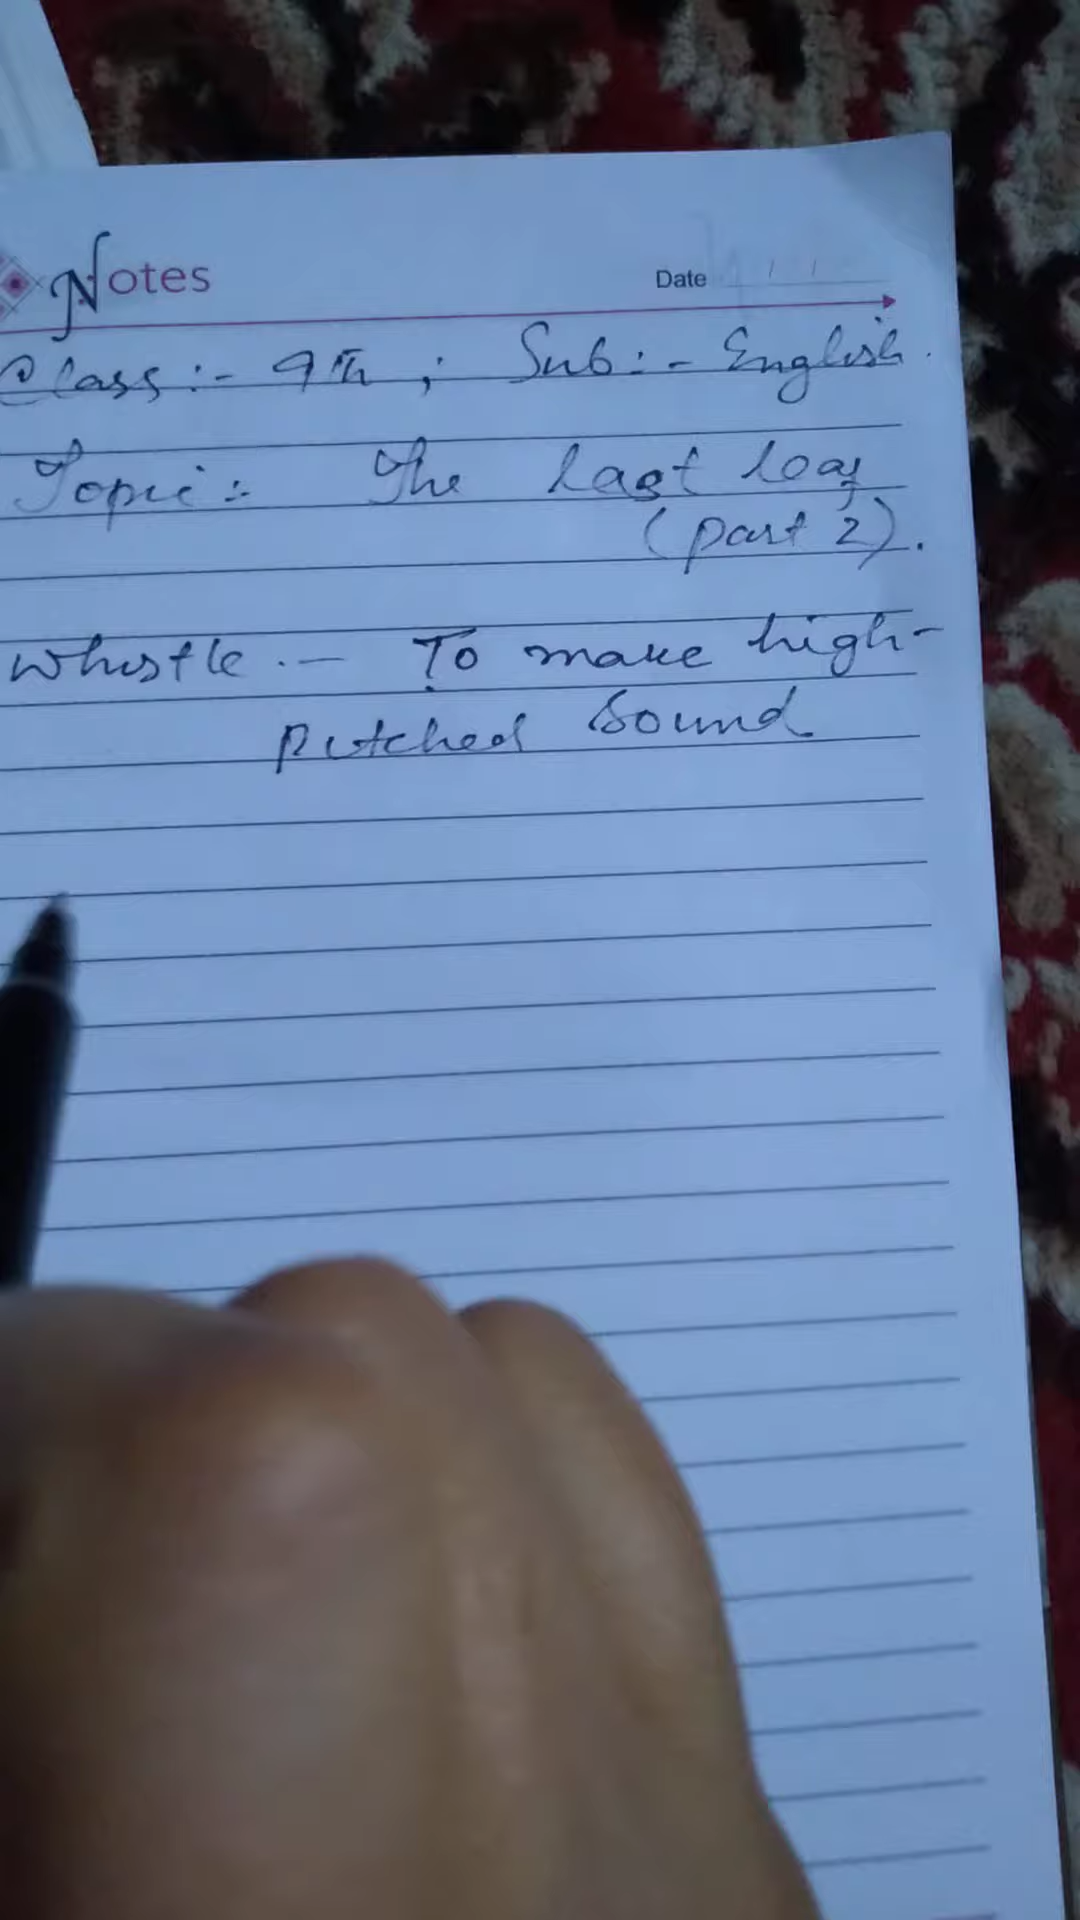 Notes
Date
Class:- 9th ; Sub:- English.
Topic:- The Last leaf
(part 2).
Whistle :- To make high-
pitched sound